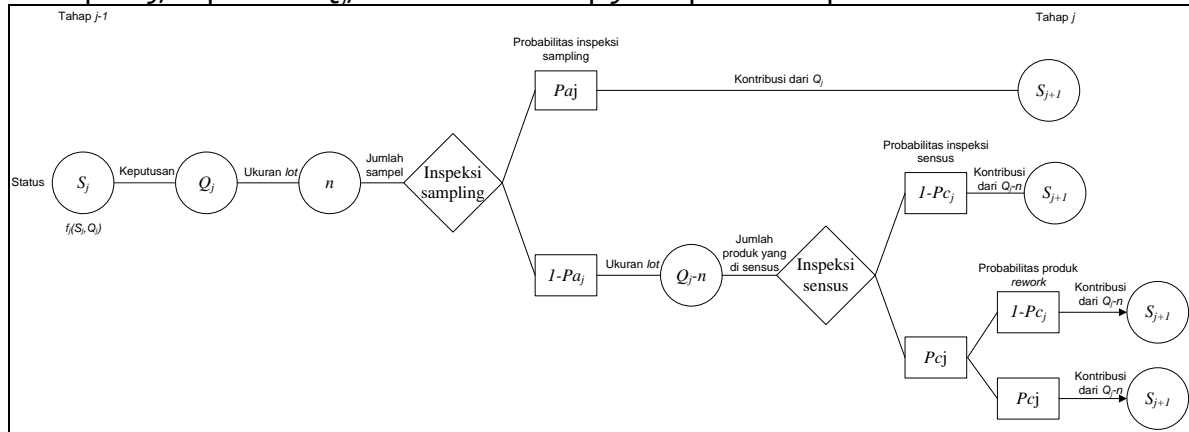 Tahap j-1
Tahap j
Probabilitas inspeksi
sampling
Paj
Kontribusi dari Qj
Sj+1
Status
Sj
fj(Sj,Qj)
Keputusan
Qj
Ukuran lot
n
Jumlah
sampel
Inspeksi
sampling
Probabilitas inspeksi
sensus
1-Pcj
Kontribusi
dari Qj-n
Sj+1
1-Paj
Ukuran lot
Qj-n
Jumlah
produk yang
di sensus
Inspeksi
sensus
Probabilitas produk
rework
1-Pcj
Kontribusi
dari Qj-n
Sj+1
Pcj
Pcj
Kontribusi
dari Qj-n
Sj+1